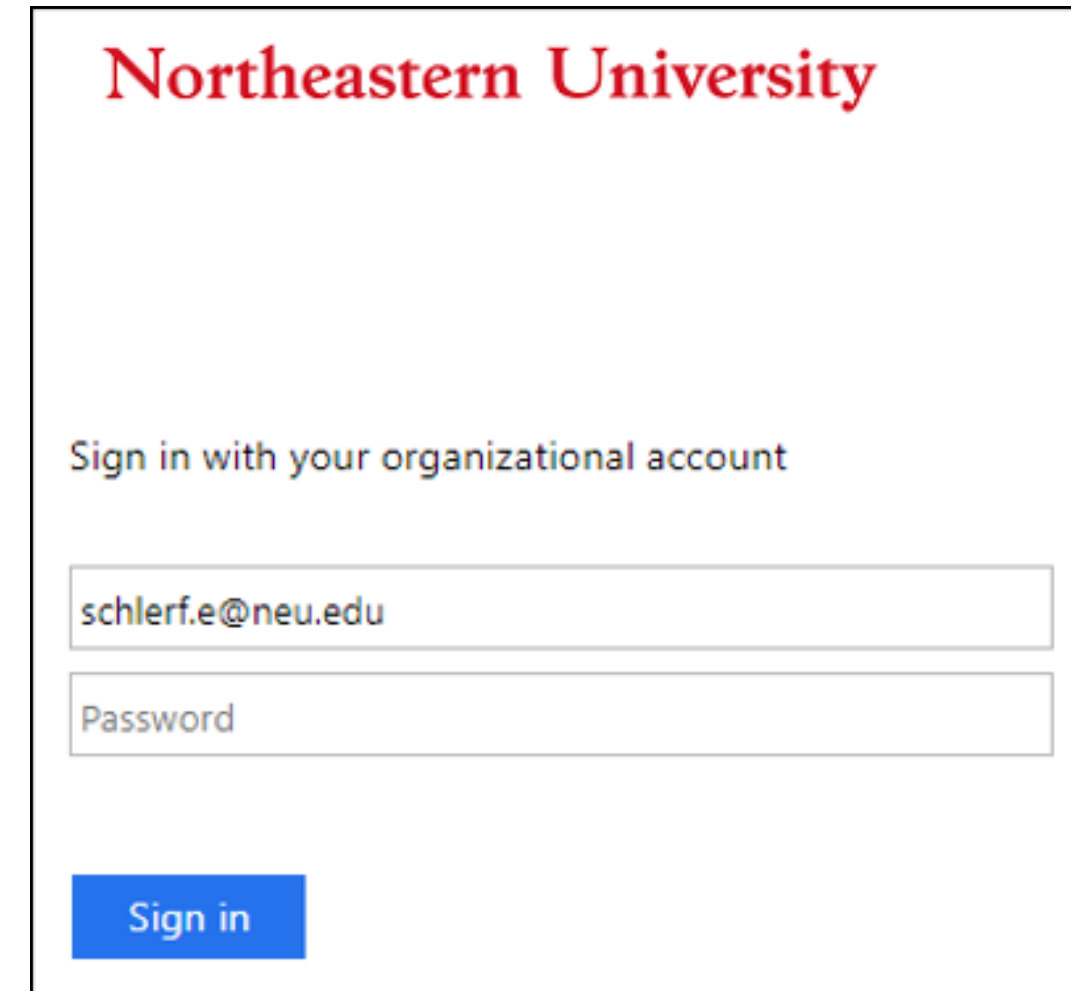 Northeastern University
Sign in with your organizational account
schlerf.e@neu.edu
Password
Sign in